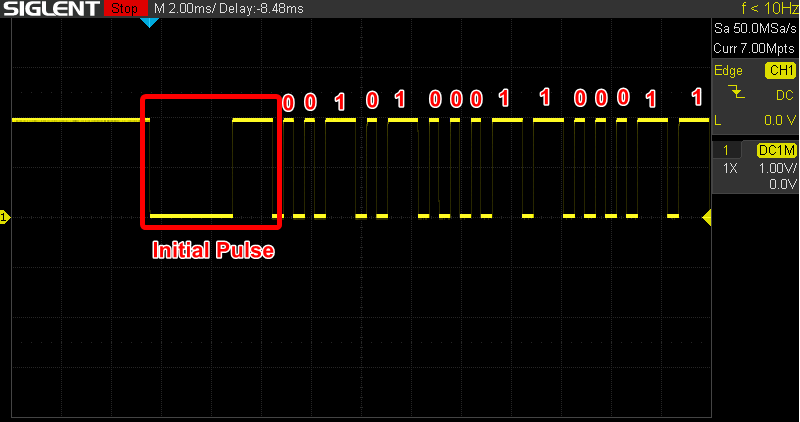 SIGLENT Stop M 2.00ms/ Delay:-8.48ms f < 10Hz
Sa 50.0MSa/s
Curr 7.00Mpts
Edge CH1
DC
L 0.0 V
1 DC1M
1X 1.00V/
0.0V
0 0 1 0 1 0 0 0 1 1 0 0 0 1 1
1
Initial Pulse